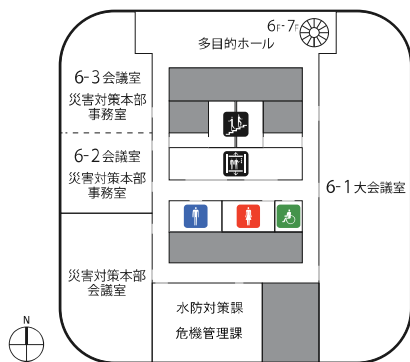 6F-7F
多目的ホール
6-3会議室
災害対策本部
事務室
6-2会議室
災害対策本部
事務室
6-1大会議室
災害対策本部
会議室
水防対策課
危機管理課
N